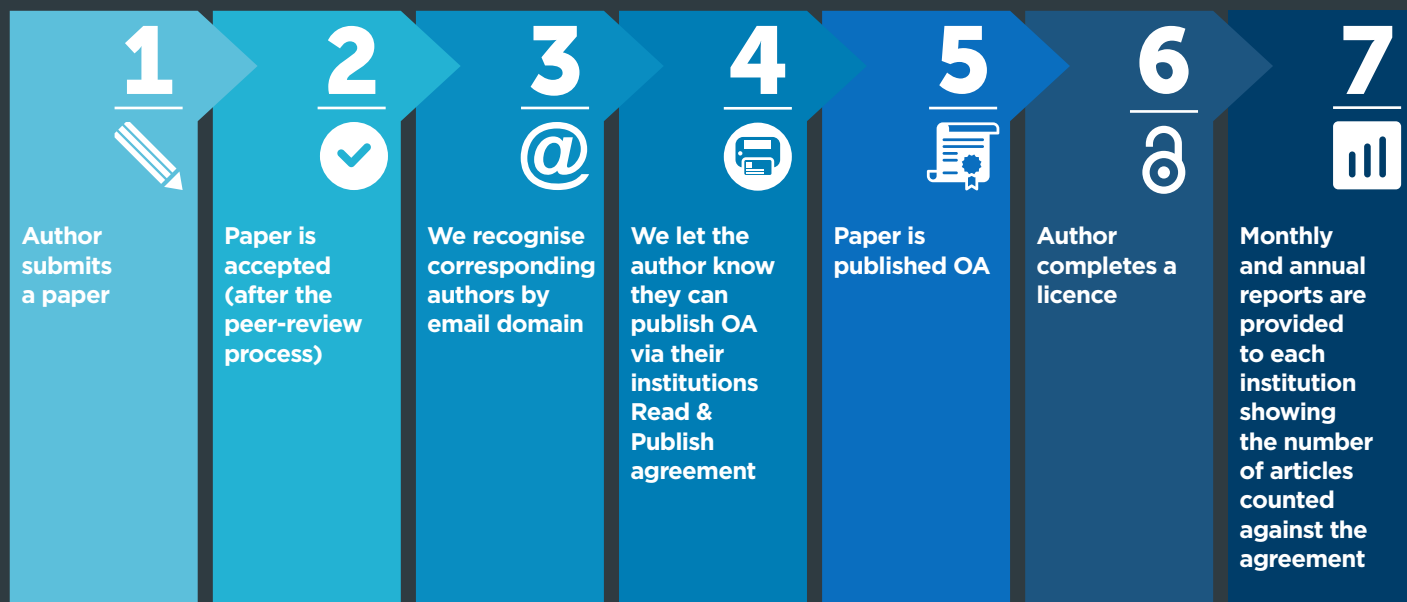 1
Author
submits
a paper
2
Paper is
accepted
(after the
peer-review
process)
3
@
We recognise
corresponding
authors by
email domain
4
We let the
author know
they can
publish OA
via their
institutions
Read &
Publish
agreement
5
Paper is
published OA
6
Author
completes a
licence
7
Monthly
and annual
reports are
provided
to each
institution
showing
the number
of articles
counted
against the
agreement